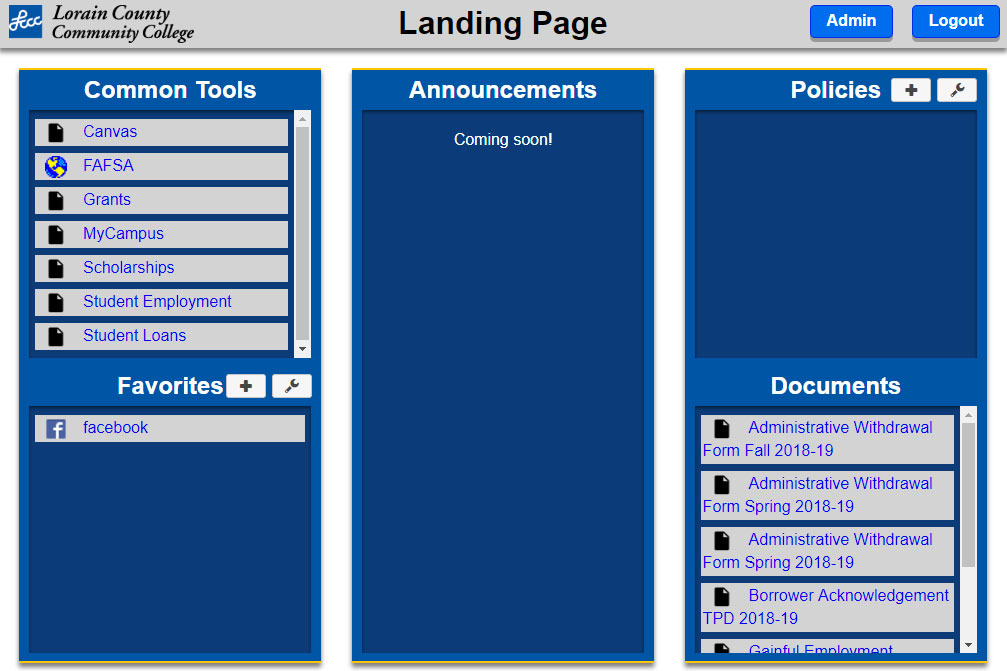 lccc Lorain County
Community College
Landing Page
Admin
Logout
Common Tools
Canvas
FAFSA
Grants
MyCampus
Scholarships
Student Employment
Student Loans
Favorites
facebook
Announcements
Coming soon!
Policies
Documents
Administrative Withdrawal
Form Fall 2018-19
Administrative Withdrawal
Form Spring 2018-19
Administrative Withdrawal
Form Spring 2018-19
Borrower Acknowledgement
TPD 2018-19
Gainful Employment